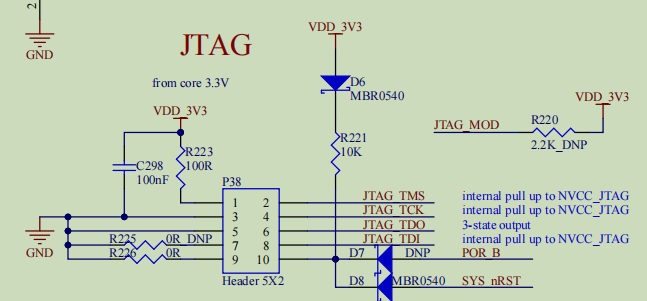 2
GND
JTAG
from core 3.3V
VDD_3V3
C298
100nF
R223
100R
VDD_3V3
D6
MBR0540
R221
10K
JTAG_MOD
R220
2.2K_DNP
VDD_3V3
P38
1 2
3 4
5 6
7 8
9 10
Header 5X2
GND
R225 0R_DNP
R226 0R
JTAG_TMS internal pull up to NVCC_JTAG
JTAG_TCK internal pull up to NVCC_JTAG
JTAG_TDO 3-state output
JTAG_TDI internal pull up to NVCC_JTAG
D7 DNP POR_B
D8 MBR0540 SYS_nRST